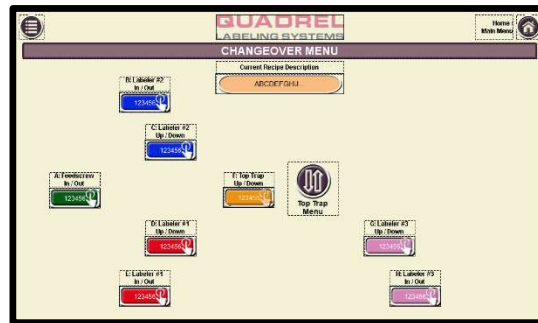 QUADREL
LABELING SYSTEMS
Home /
Main Menu
CHANGEOVER MENU
Current Recipe Description
ABCDEFGHIJ
B: Labeler #2
In / Out
123456
C: Labeler #2
Up / Down
123456
A: Feedscrew
In / Out
123456
F: Top Trap
Up / Down
123456
Top Trap
Menu
D: Labeler #1
Up / Down
123456
G: Labeler #3
Up / Down
123456
E: Labeler #1
In / Out
123456
H: Labeler #3
In / Out
123456